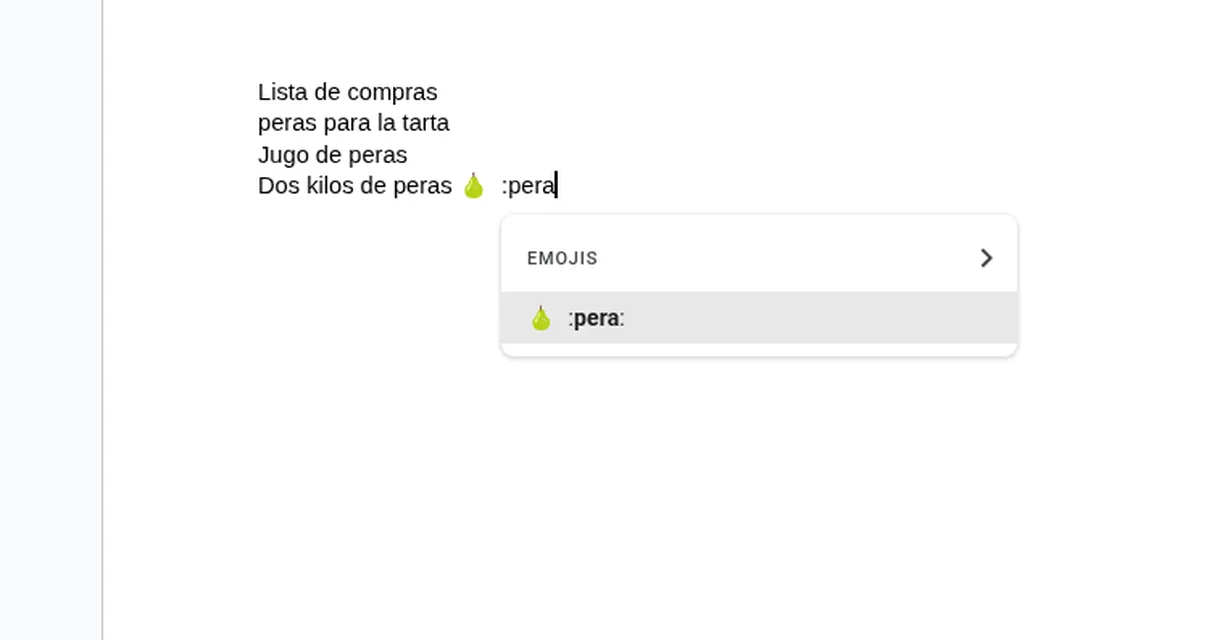 Lista de compras
peras para la tarta
Jugo de peras
Dos kilos de peras 🍐 :pera
EMOJIS
🍐 :pera: